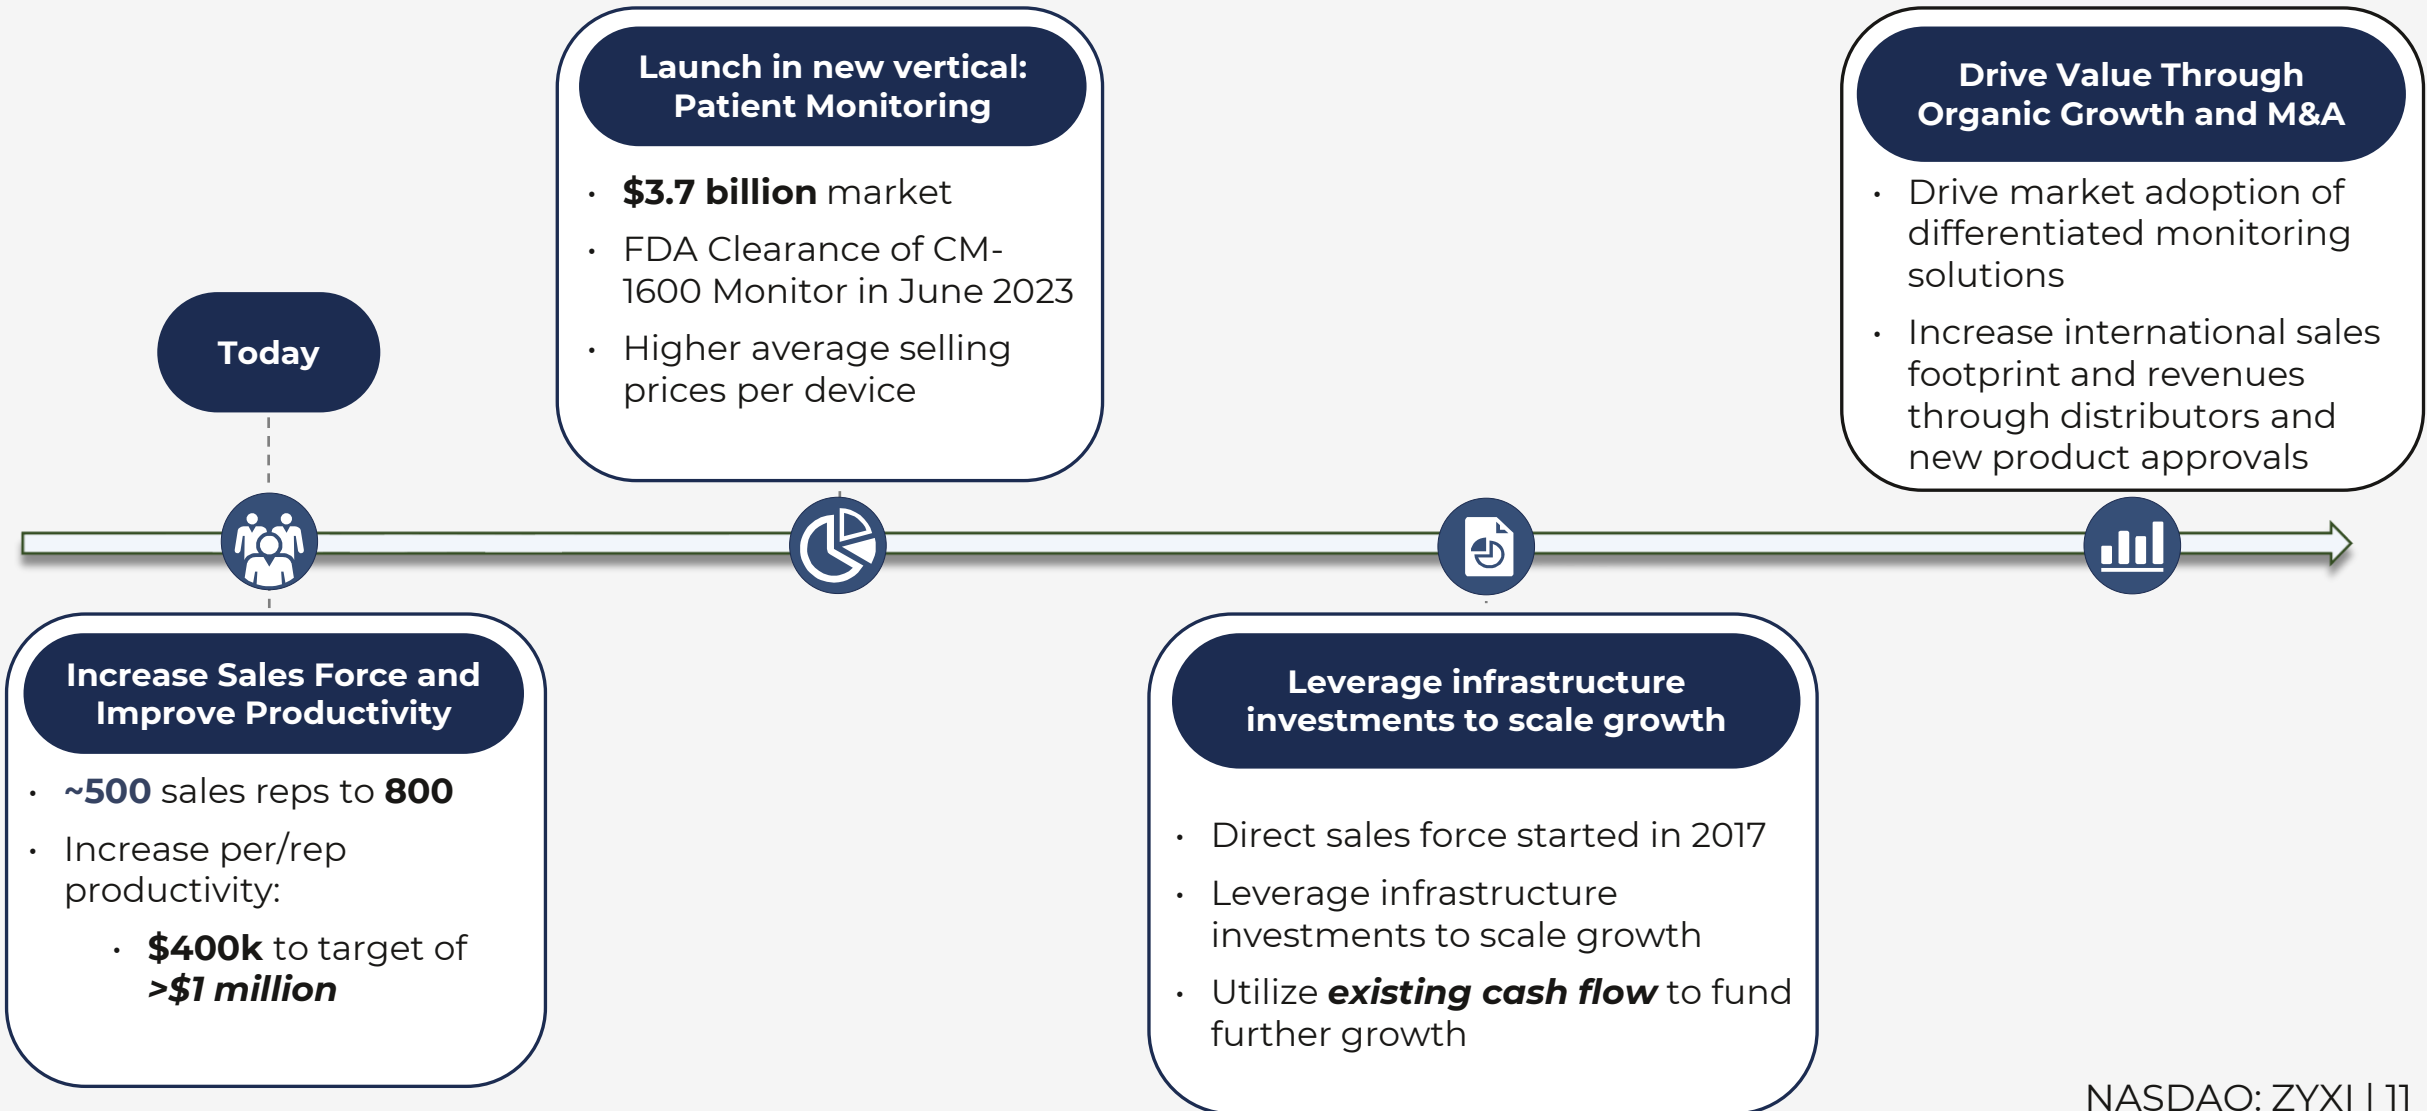 Today
Increase Sales Force and
Improve Productivity
· ~500 sales reps to 800
· Increase per/rep
productivity:
· $400k to target of
>$1 million
Launch in new vertical:
Patient Monitoring
· $3.7 billion market
· FDA Clearance of CM-
1600 Monitor in June 2023
· Higher average selling
prices per device
Leverage infrastructure
investments to scale growth
· Direct sales force started in 2017
· Leverage infrastructure
investments to scale growth
· Utilize existing cash flow to fund
further growth
Drive Value Through
Organic Growth and M&A
· Drive market adoption of
differentiated monitoring
solutions
· Increase international sales
footprint and revenues
through distributors and
new product approvals
NASDAQ: ZYXI | 11